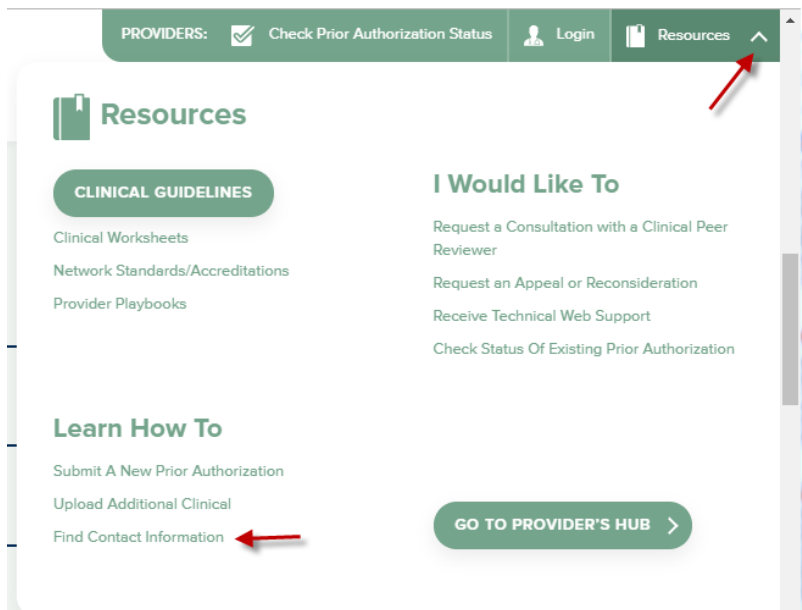 PROVIDERS: Check Prior Authorization Status Login Resources
Resources
CLINICAL GUIDELINES
Clinical Worksheets
Network Standards/Accreditations
Provider Playbooks
I Would Like To
Request a Consultation with a Clinical Peer
Reviewer
Request an Appeal or Reconsideration
Receive Technical Web Support
Check Status Of Existing Prior Authorization
Learn How To
Submit A New Prior Authorization
Upload Additional Clinical
Find Contact Information
GO TO PROVIDER'S HUB